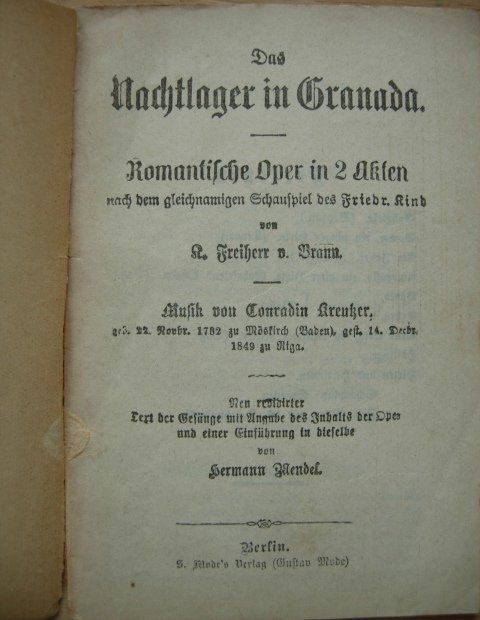 Das
Nachtlager in Granada.
Romantische Oper in 2 Akten
nach dem gleichnamigen Schauspiel des Friedr. Kind
von
K. Freiherr v. Braun.
Musik von Conradin Kreutzer,
geb. 22. Novbr. 1782 zu Möskirch (Baden), gest. 14. Decbr.
1849 zu Riga.
Neu revidirter
Text der Gesänge mit Angabe des Inhalts der Oper
und einer Einführung in dieselbe
von
Hermann Mendel.
Berlin.
S. Mode's Verlag (Gustav Mode)